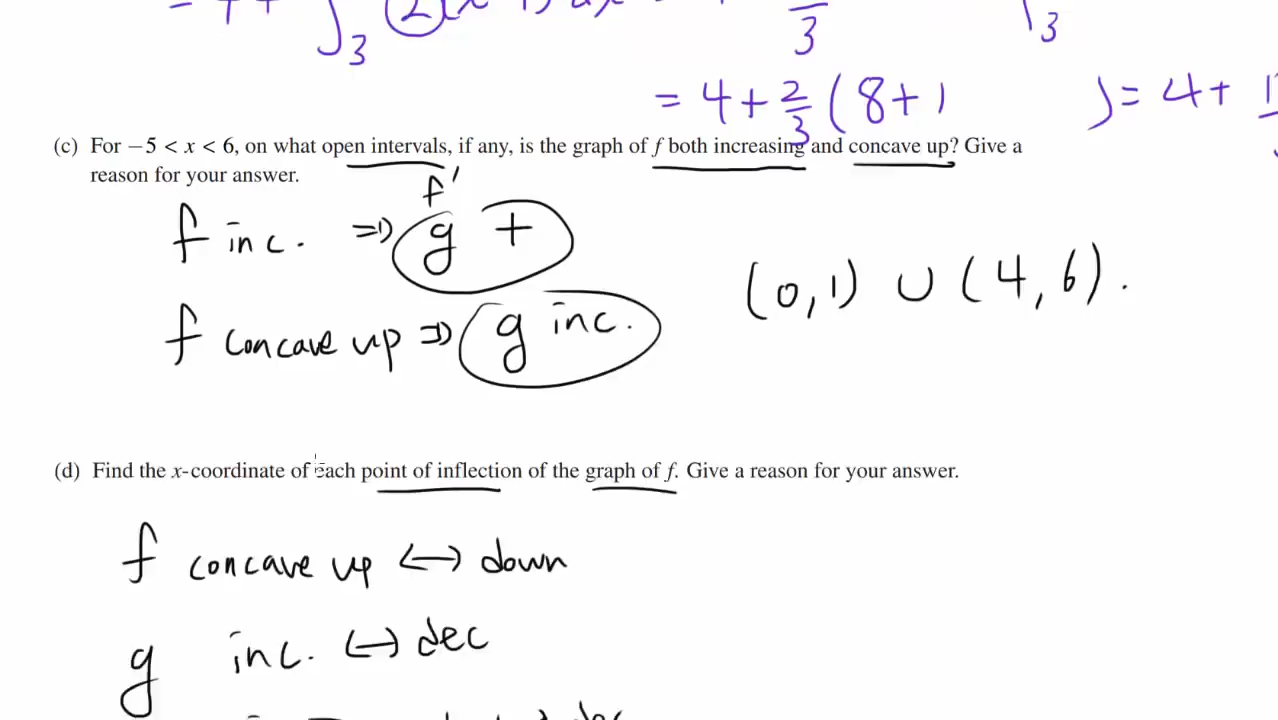 3 3 3
= 4 + 2/3 ( 8 + 1 ) = 4 +
(c) For −5 < x < 6, on what open intervals, if any, is the graph of f both increasing and concave up? Give a
reason for your answer.
f'
f inc. ⇒ g +
(0,1) ∪ (4,6).
f concave up ⇒ g inc.
(d) Find the x-coordinate of each point of inflection of the graph of f. Give a reason for your answer.
f concave up ↔ down
g inc. ↔ dec